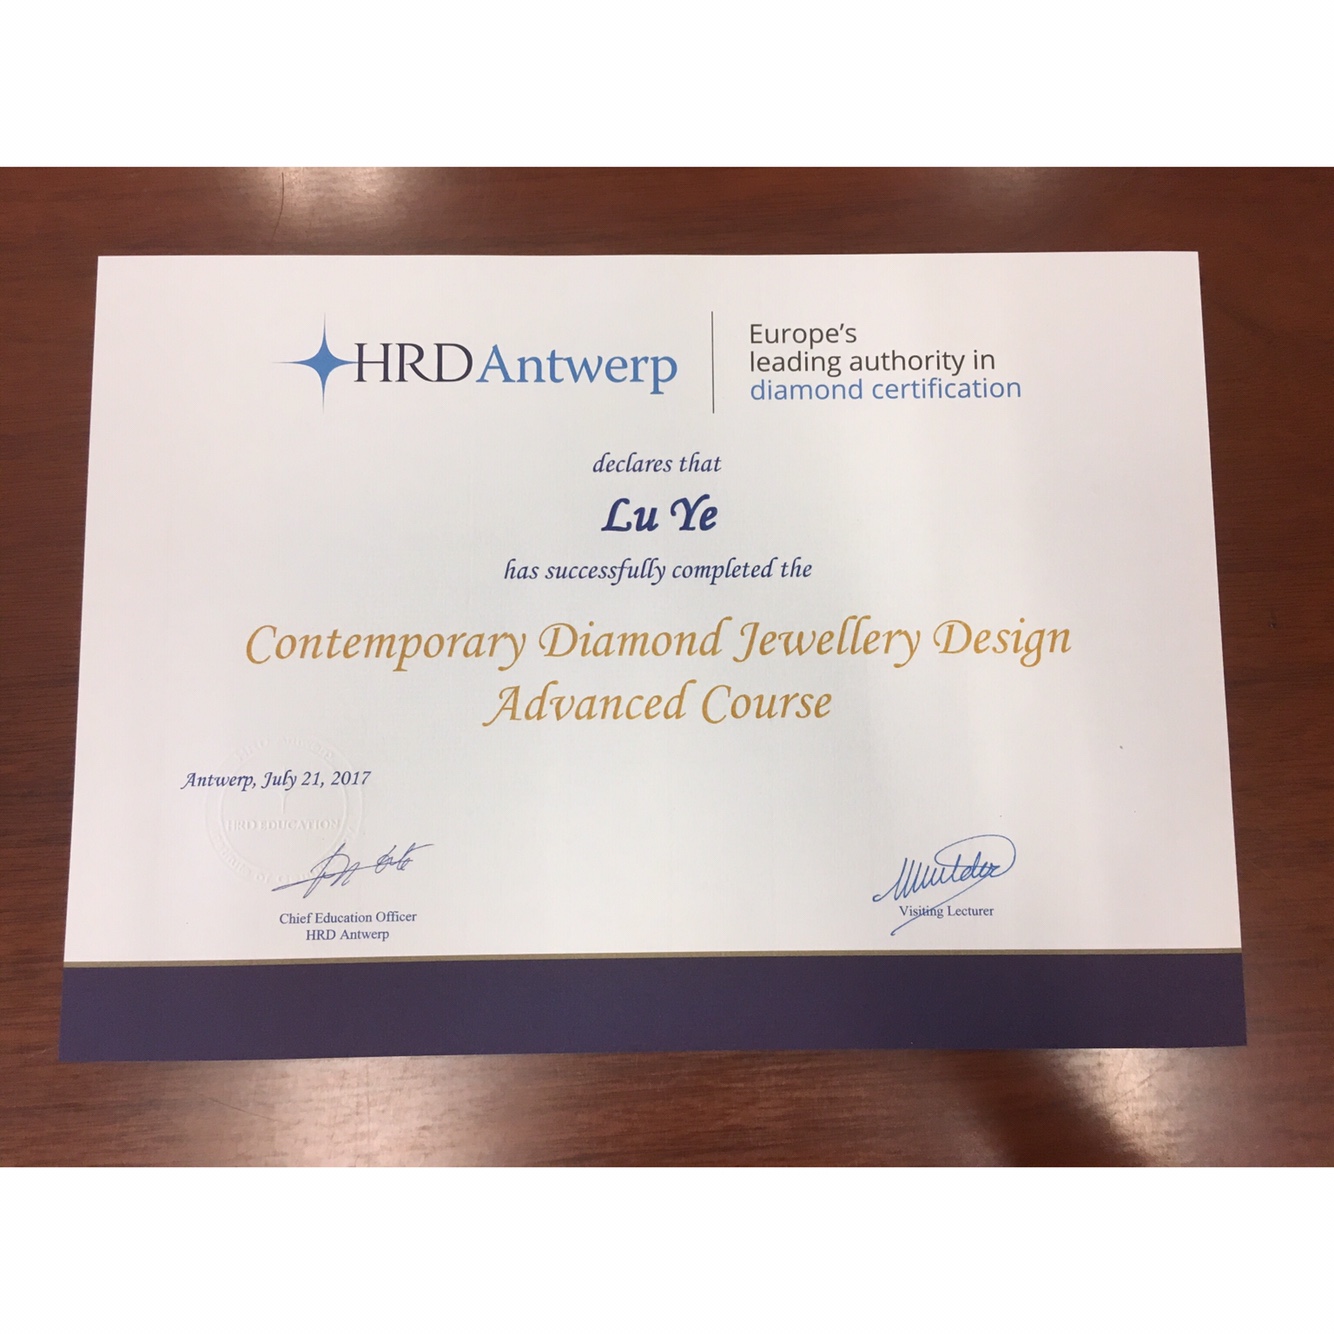 HRD Antwerp
Europe's
leading authority in
diamond certification
declares that
Lu Ye
has successfully completed the
Contemporary Diamond Jewellery Design
Advanced Course
Antwerp, July 21, 2017
HRD EDUCATION
Chief Education Officer
HRD Antwerp
Visiting Lecturer